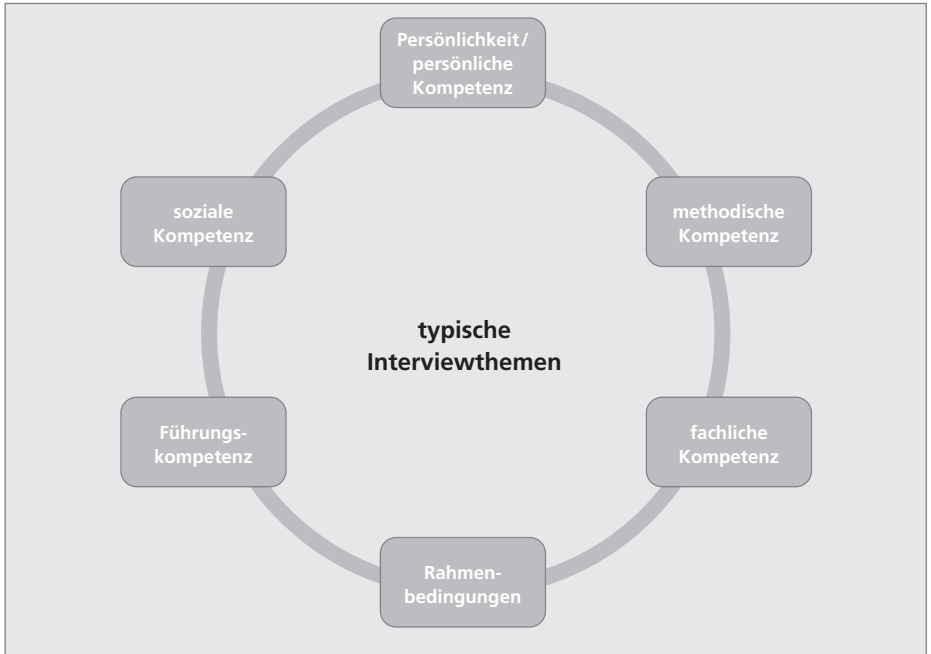 Persönlichkeit/
persönliche
Kompetenz
soziale
Kompetenz
methodische
Kompetenz
typische
Interviewthemen
Führungs-
kompetenz
fachliche
Kompetenz
Rahmen-
bedingungen